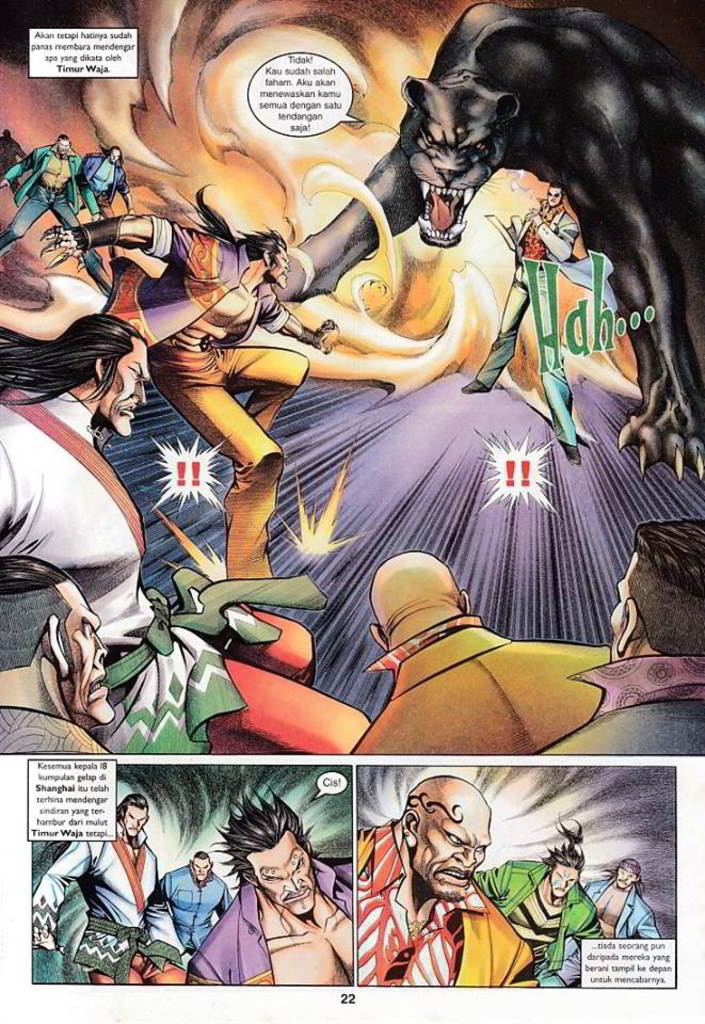 Akan tetapi hatinya sudah
panas membara mendengar
apa yang dikata oleh
Timur Waja.
Tidak!
Kau sudah salah
faham. Aku akan
menewaskan kamu
semua dengan satu
tendangan
saja!
Hah...
!!
!!
Kesemua kepala 18
kumpulan gelap di
Shanghai itu telah
terhina mendengar
sindiran yang ter-
hambur dari mulut
Timur Waja tetapi...
Cis!
...tiada seorang pun
daripada mereka yang
berani tampil ke depan
untuk mencabarnya.
22